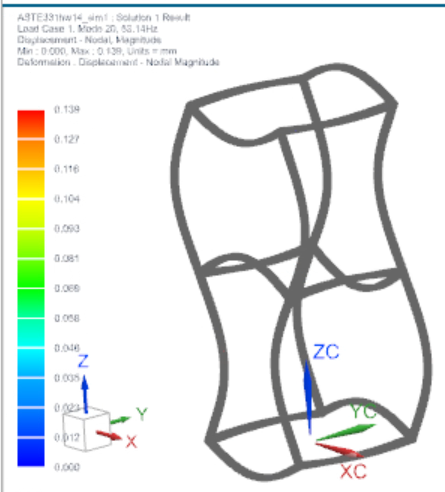 ASTE331hw14_sim1 : Solution 1 Result
Load Case 1, Mode 20, 53.14Hz
Displacement - Nodal, Magnitude
Min : 0.000, Max : 0.139, Units = mm
Deformation : Displacement - Nodal Magnitude
0.139
0.127
0.116
0.104
0.093
0.081
0.069
0.058
0.046
0.035
0.023
0.012
0.000
Z
Y
X
ZC
YC
XC